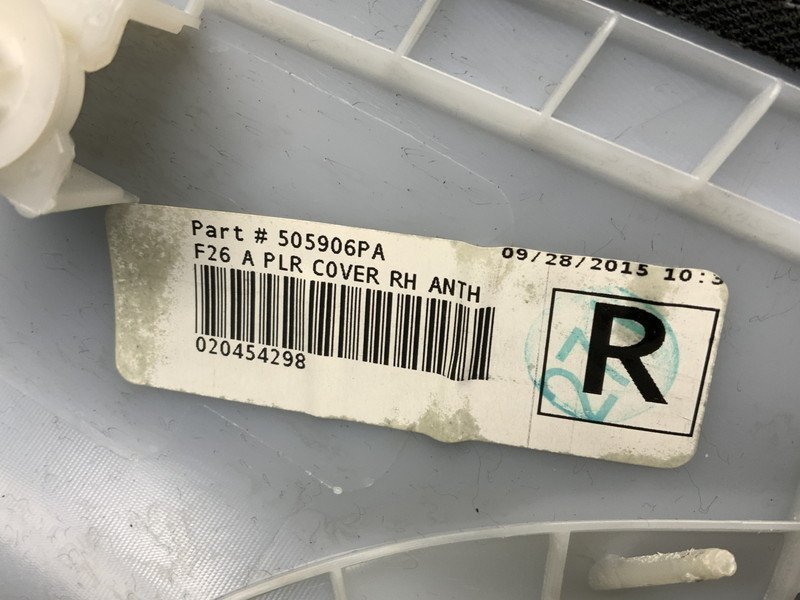 Part # 505906PA
F26 A PLR COVER RH ANTH
020454298
09/28/2015 10:
R